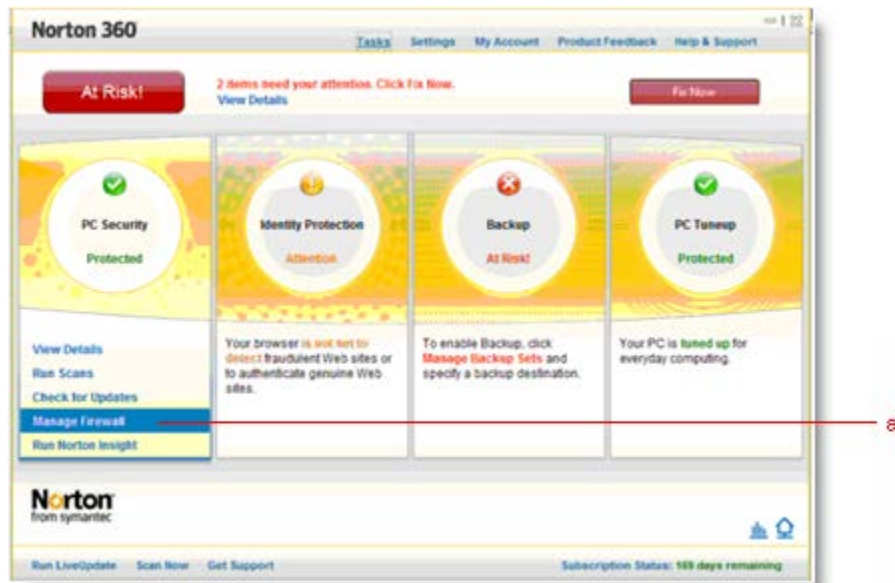 Norton 360
Tasks Settings My Account Product Feedback Help & Support
At Risk!
2 items need your attention. Click Fix Now.
View Details
Fix Now
PC Security
Protected
Identity Protection
Attention
Backup
At Risk!
PC Tuneup
Protected
View Details
Run Scans
Check for Updates
Manage Firewall
Run Norton Insight
Your browser is not set to
detect fraudulent Web sites or
to authenticate genuine Web
sites.
To enable Backup, click
Manage Backup Sets and
specify a backup destination.
Your PC is tuned up for
everyday computing.
a
Norton
from symantec
Run LiveUpdate Scan Now Get Support
Subscription Status: 169 days remaining